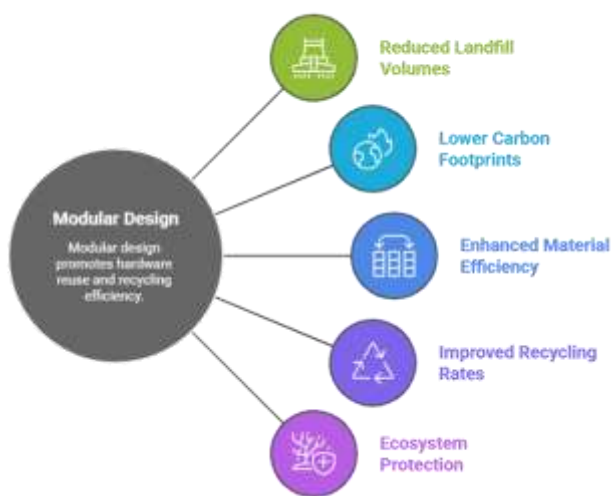 Reduced Landfill
Volumes
Lower Carbon
Footprints
Modular Design
Modular design
promotes hardware
reuse and recycling
efficiency.
Enhanced Material
Efficiency
Improved Recycling
Rates
Ecosystem
Protection